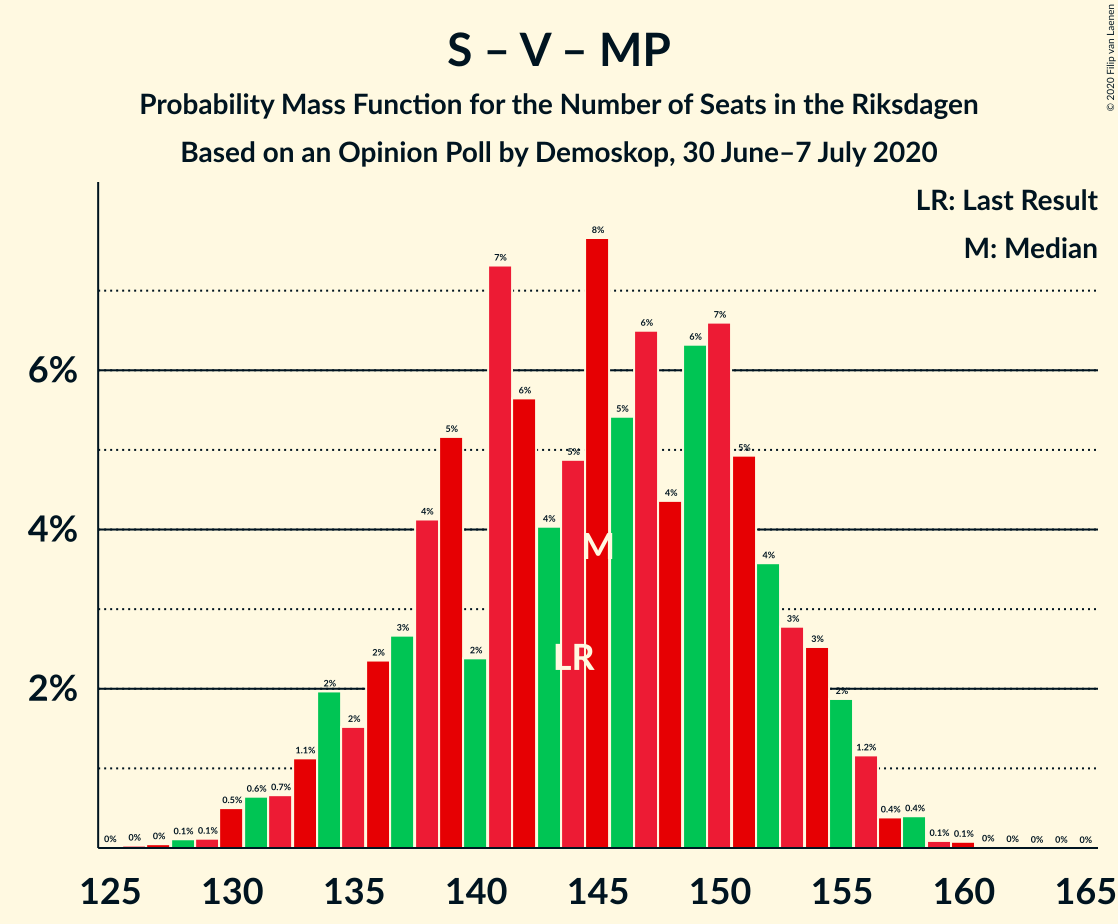 S – V – MP
Probability Mass Function for the Number of Seats in the Riksdagen
Based on an Opinion Poll by Demoskop, 30 June–7 July 2020
© 2020 Filip van Laenen
LR: Last Result
M: Median
6%
4%
2%
0% 0% 0% 0.1% 0.1% 0.5% 0.6% 0.7% 1.1% 2% 2% 2% 3% 4% 5% 2% 7% 6% 4% 5% 8% 5% 6% 4% 6% 7% 5% 4% 3% 3% 2% 1.2% 0.4% 0.4% 0.1% 0.1% 0% 0% 0% 0% 0%
M
LR
125 130 135 140 145 150 155 160 165